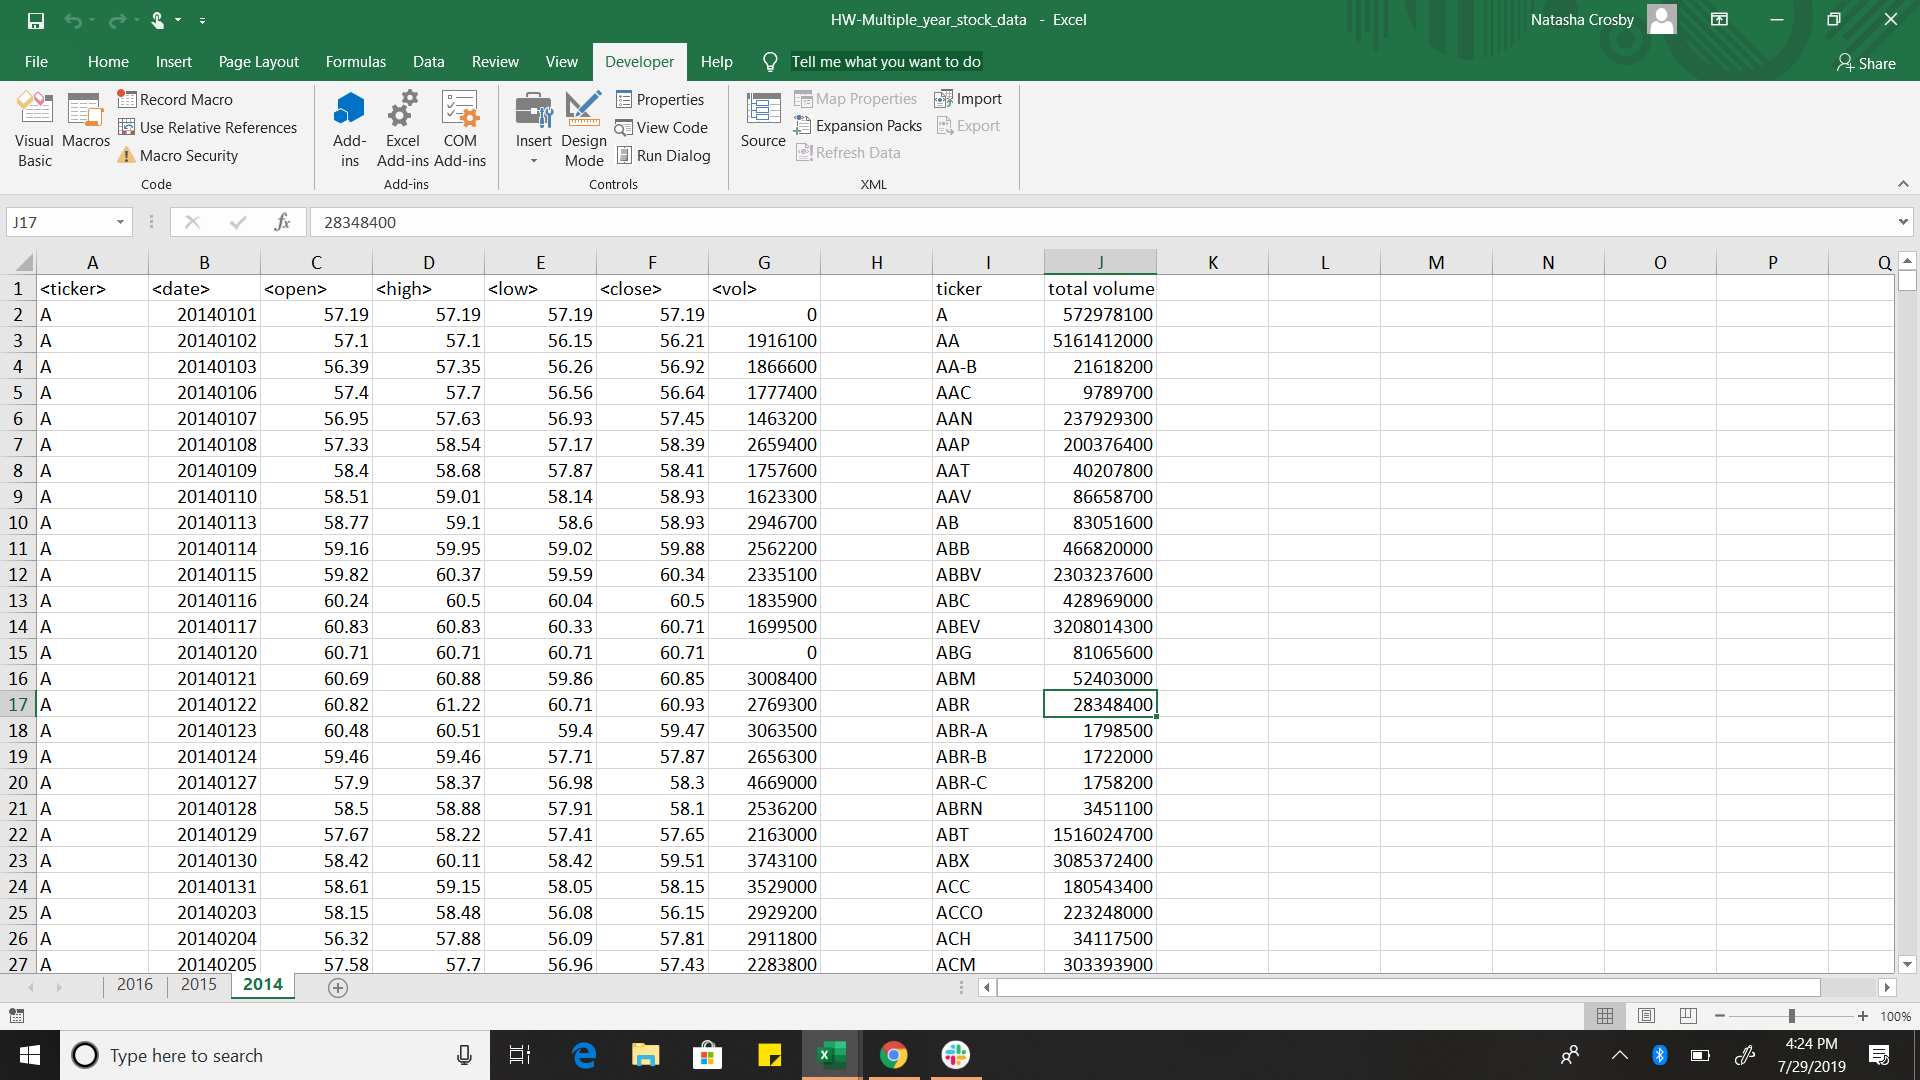 HW-Multiple_year_stock_data - Excel
Natasha Crosby
File Home Insert Page Layout Formulas Data Review View Developer Help Tell me what you want to do Share
Visual Basic
Macros
Record Macro
Use Relative References
Macro Security
Code
Add-ins
Excel Add-ins
COM Add-ins
Add-ins
Insert
Design Mode
Properties
View Code
Run Dialog
Controls
Source
Map Properties
Expansion Packs
Refresh Data
Import
Export
XML
J17 fx 28348400
A B C D E F G H I J K L M N O P Q
1 <ticker> <date> <open> <high> <low> <close> <vol> ticker total volume
2 A 20140101 57.19 57.19 57.19 57.19 0 A 572978100
3 A 20140102 57.1 57.1 56.15 56.21 1916100 AA 5161412000
4 A 20140103 56.39 57.35 56.26 56.92 1866600 AA-B 21618200
5 A 20140106 57.4 57.7 56.56 56.64 1777400 AAC 9789700
6 A 20140107 56.95 57.63 56.93 57.45 1463200 AAN 237929300
7 A 20140108 57.33 58.54 57.17 58.39 2659400 AAP 200376400
8 A 20140109 58.4 58.68 57.87 58.41 1757600 AAT 40207800
9 A 20140110 58.51 59.01 58.14 58.93 1623300 AAV 86658700
10 A 20140113 58.77 59.1 58.6 58.93 2946700 AB 83051600
11 A 20140114 59.16 59.95 59.02 59.88 2562200 ABB 466820000
12 A 20140115 59.82 60.37 59.59 60.34 2335100 ABBV 2303237600
13 A 20140116 60.24 60.5 60.04 60.5 1835900 ABC 428969000
14 A 20140117 60.83 60.83 60.33 60.71 1699500 ABEV 3208014300
15 A 20140120 60.71 60.71 60.71 60.71 0 ABG 81065600
16 A 20140121 60.69 60.88 59.86 60.85 3008400 ABM 52403000
17 A 20140122 60.82 61.22 60.71 60.93 2769300 ABR 28348400
18 A 20140123 60.48 60.51 59.4 59.47 3063500 ABR-A 1798500
19 A 20140124 59.46 59.46 57.71 57.87 2656300 ABR-B 1722000
20 A 20140127 57.9 58.37 56.98 58.3 4669000 ABR-C 1758200
21 A 20140128 58.5 58.88 57.91 58.1 2536200 ABRN 3451100
22 A 20140129 57.67 58.22 57.41 57.65 2163000 ABT 1516024700
23 A 20140130 58.42 60.11 58.42 59.51 3743100 ABX 3085372400
24 A 20140131 58.61 59.15 58.05 58.15 3529000 ACC 180543400
25 A 20140203 58.15 58.48 56.08 56.15 2929200 ACCO 223248000
26 A 20140204 56.32 57.88 56.09 57.81 2911800 ACH 34117500
27 A 20140205 57.58 57.7 56.96 57.43 2283800 ACM 303393900
2016 2015 2014
100%
Type here to search
4:24 PM
7/29/2019